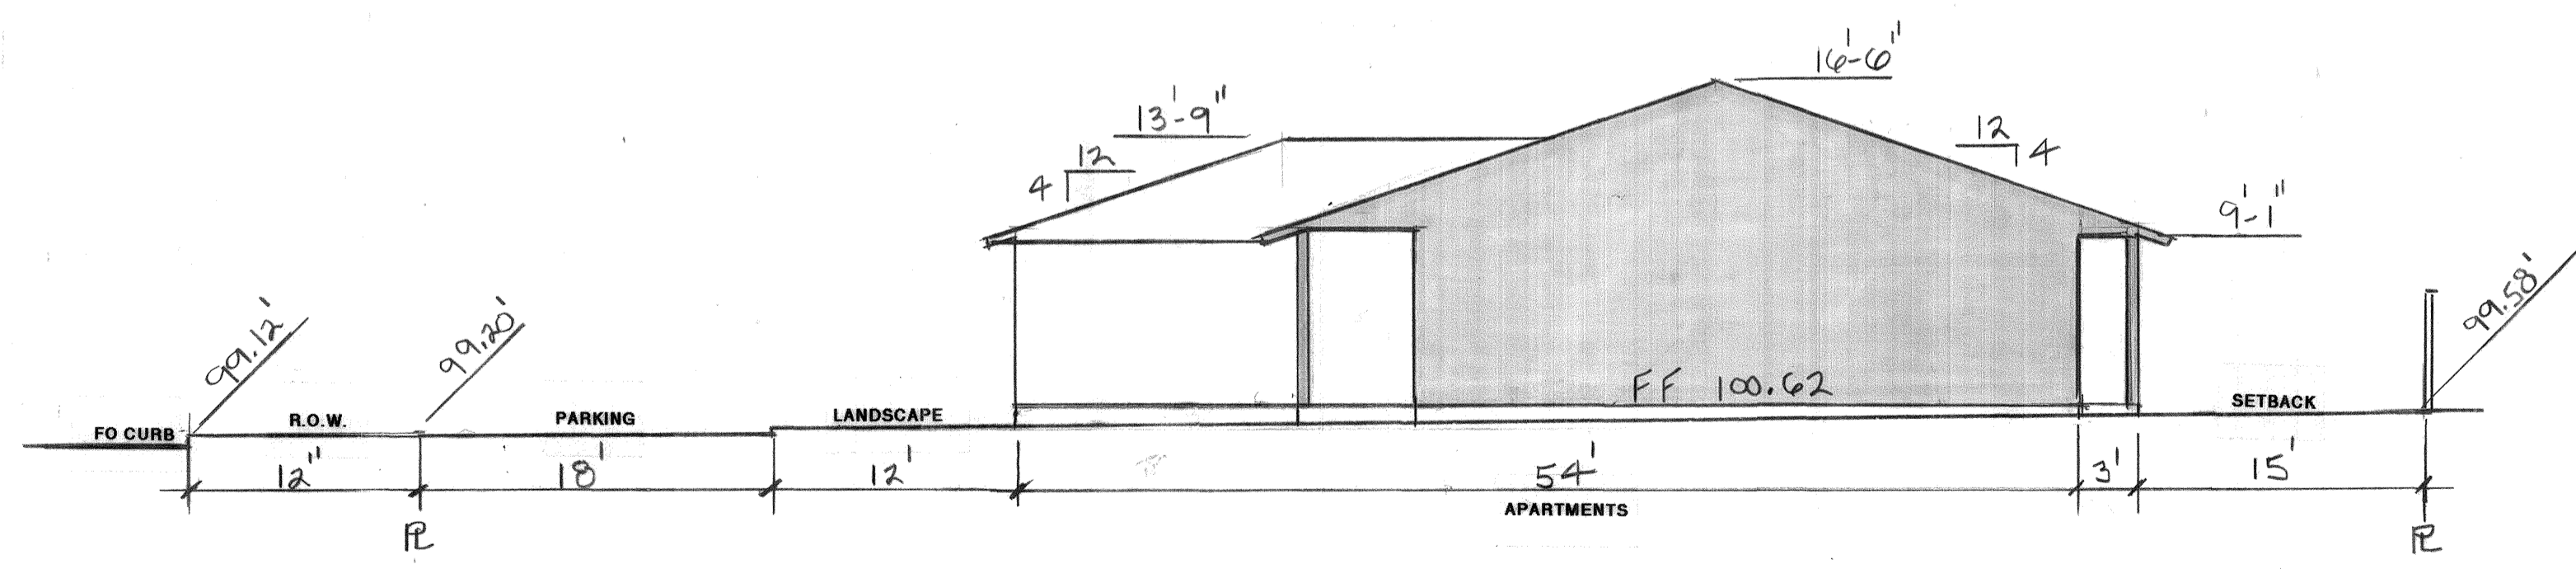 16'-6"
13'-9"
12
4
12
4
9'-1"
99.12'
99.20'
99.58'
FF 100.62
FO CURB
R.O.W.
PARKING
LANDSCAPE
SETBACK
12"
18'
12'
54'
3'
15'
APARTMENTS
PL
PL